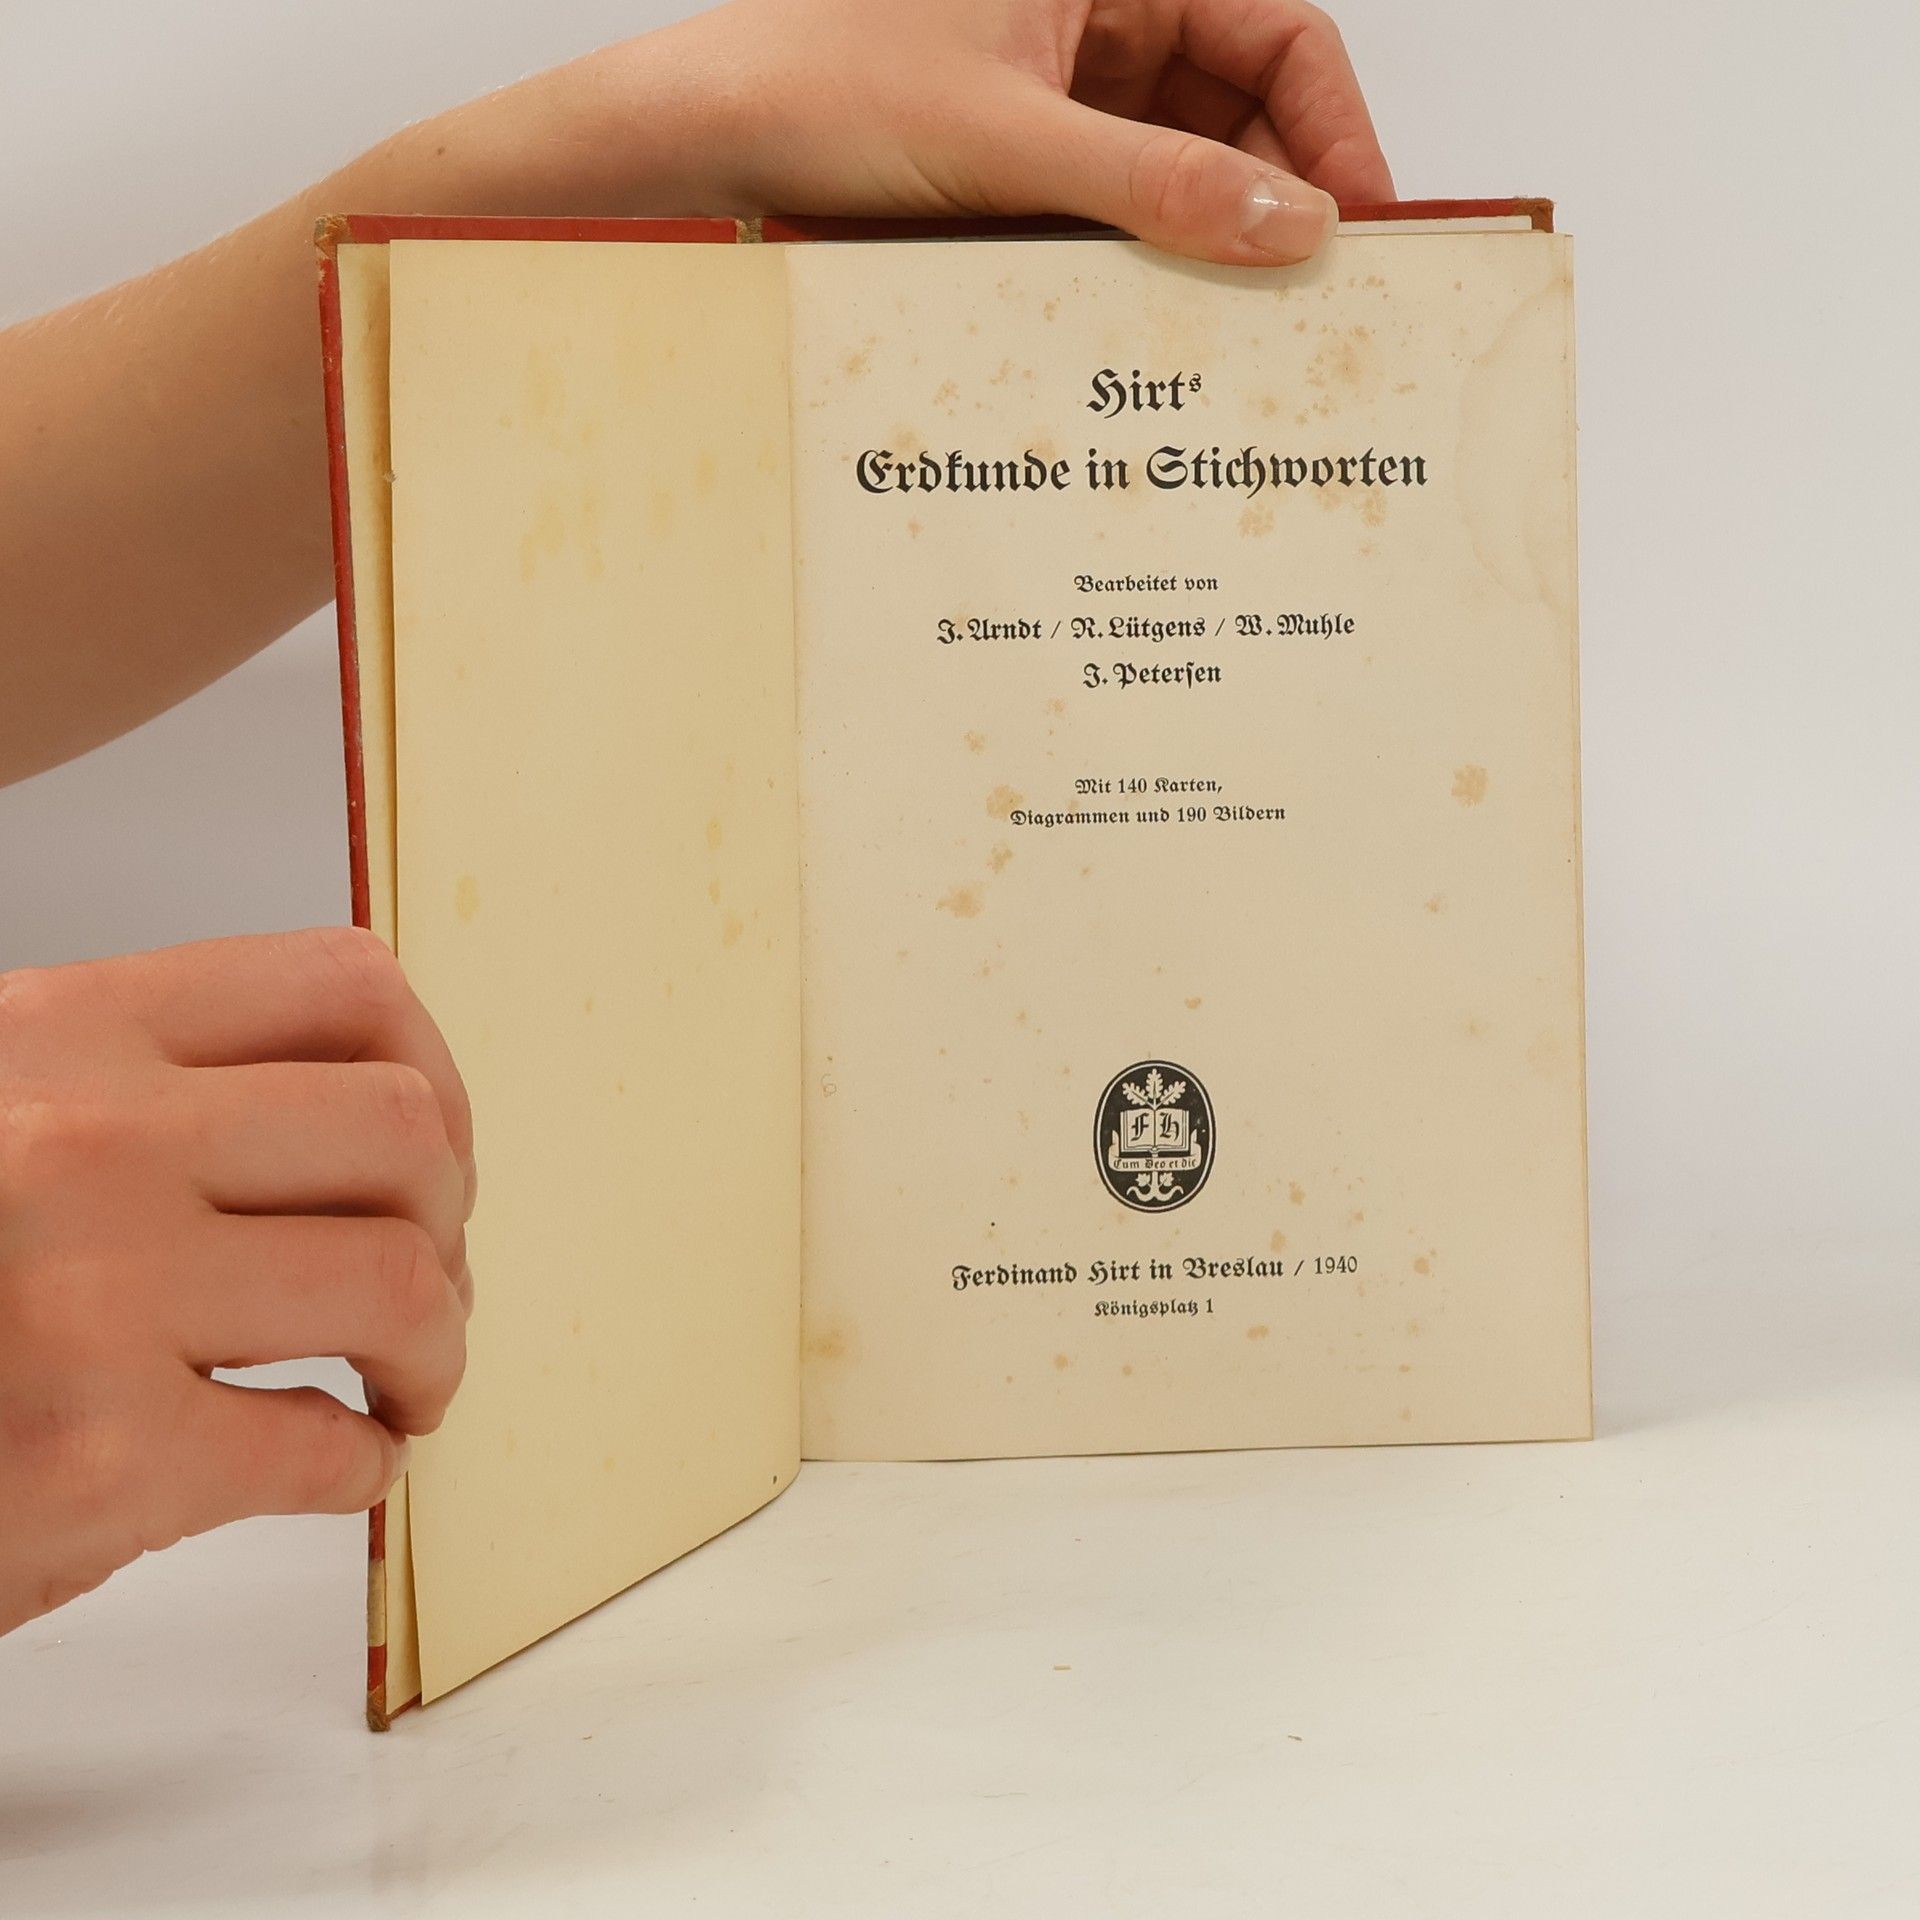 Hirts
Erdkunde in Stichworten
Bearbeitet von
J. Arndt / R. Lütgens / W. Muhle
J. Petersen
Mit 140 Karten,
Diagrammen und 190 Bildern
F H
Cum Deo et die
Ferdinand Hirt in Breslau / 1940
Königsplatz 1